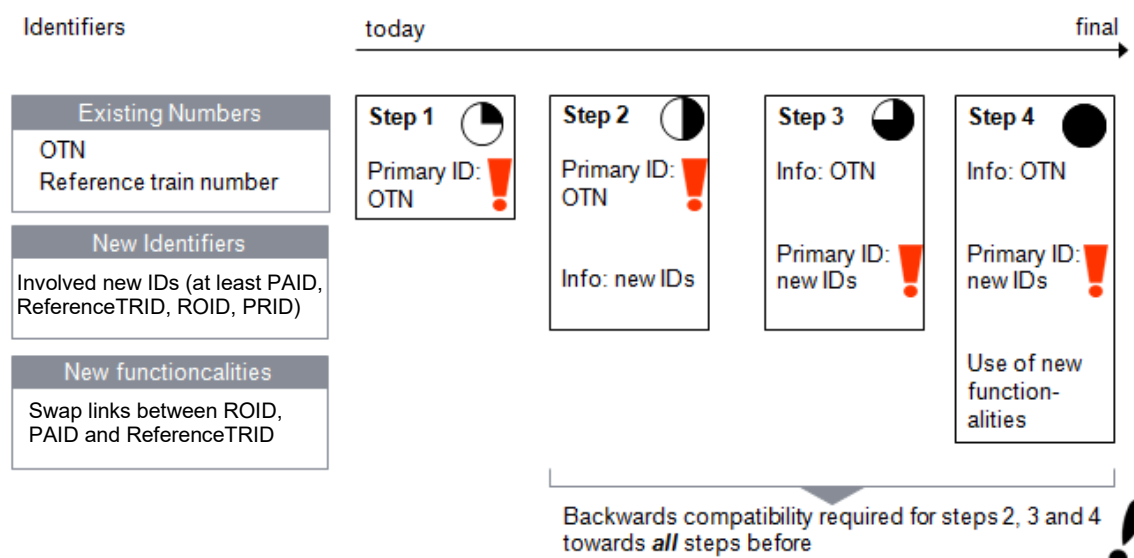 Identifiers
today
final
Existing Numbers
OTN
Reference train number
New Identifiers
Involved new IDs (at least PAID,
ReferenceTRID, ROID, PRID)
New functioncalities
Swap links between ROID,
PAID and ReferenceTRID
Step 1
Primary ID:
OTN
Step 2
Primary ID:
OTN
Info: new IDs
Step 3
Info: OTN
Primary ID:
new IDs
Step 4
Info: OTN
Primary ID:
new IDs
Use of new
function-
alities
Backwards compatibility required for steps 2, 3 and 4
towards all steps before